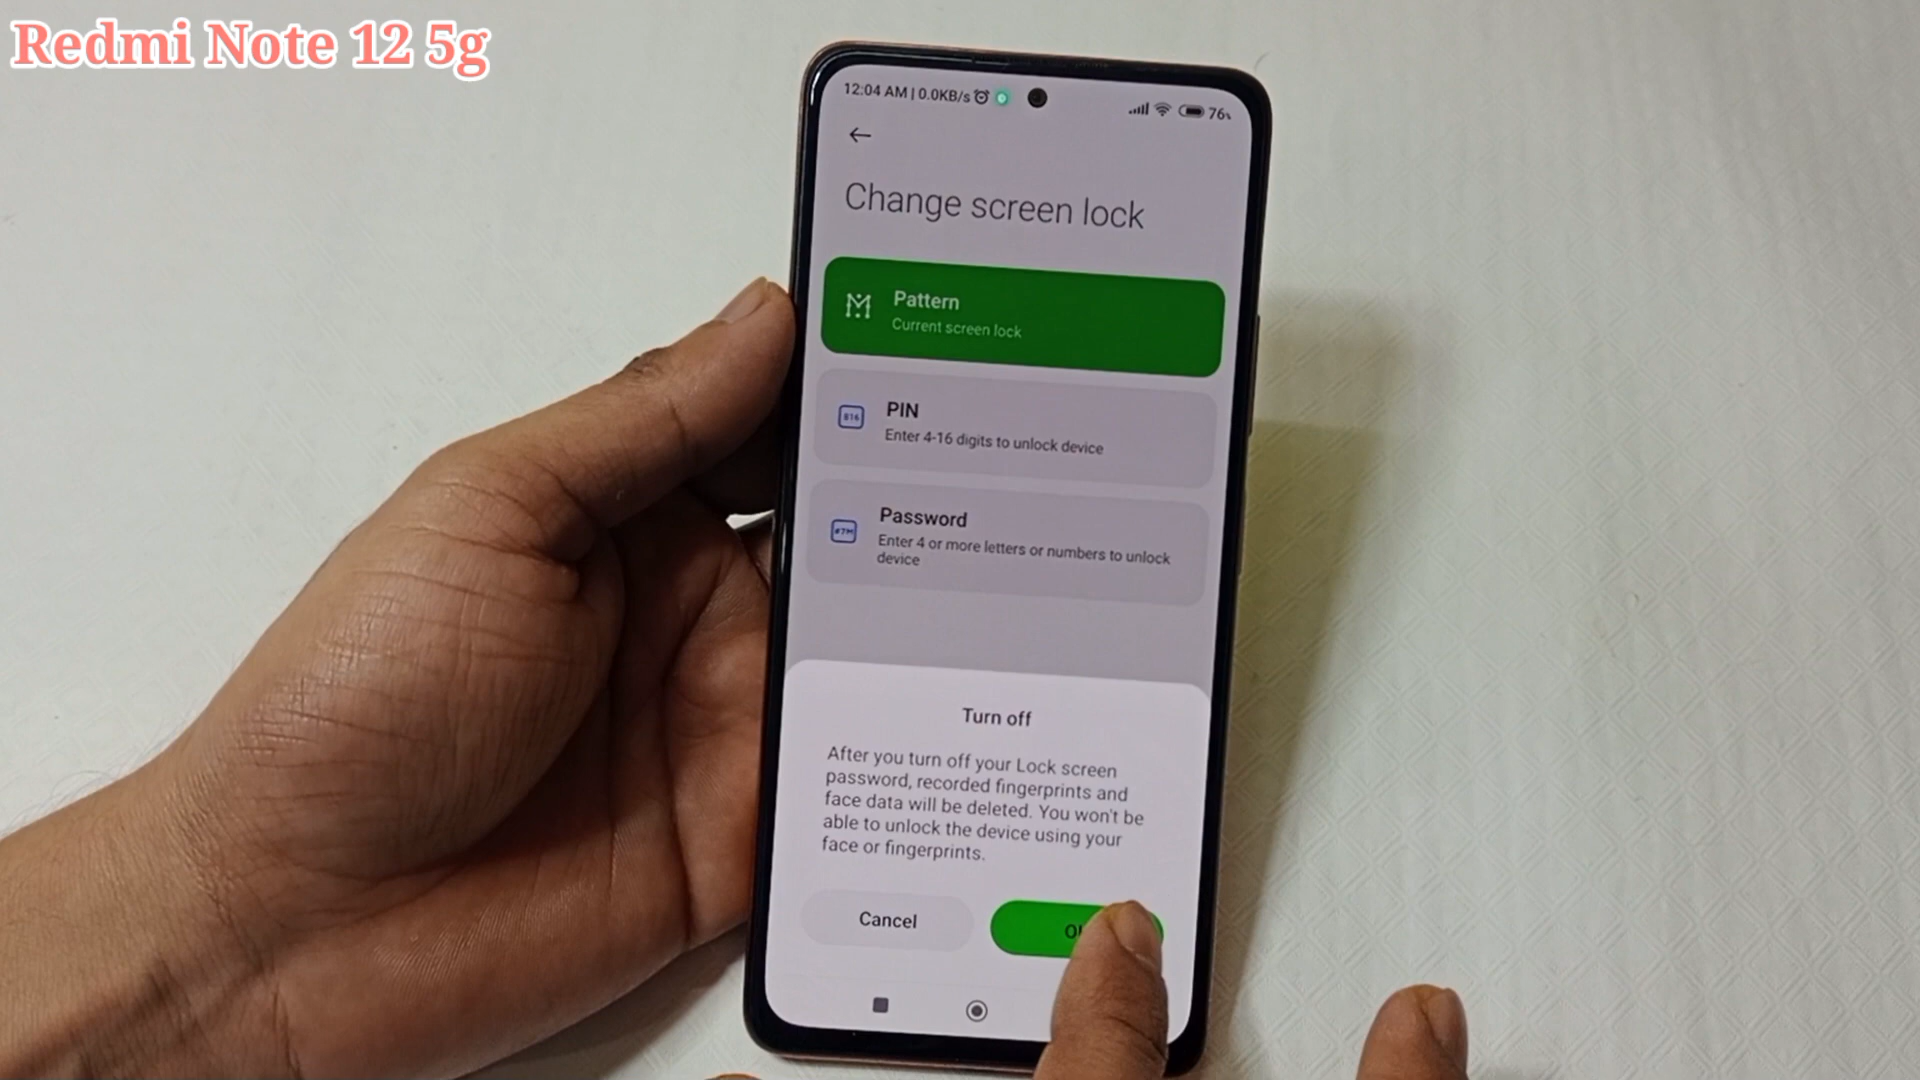 Redmi Note 12 5g
12:04 AM | 0.0KB/s
76%
Change screen lock
Pattern
Current screen lock
PIN
Enter 4-16 digits to unlock device
Password
Enter 4 or more letters or numbers to unlock
device
Turn off
After you turn off your Lock screen
password, recorded fingerprints and
face data will be deleted. You won't be
able to unlock the device using your
face or fingerprints.
Cancel